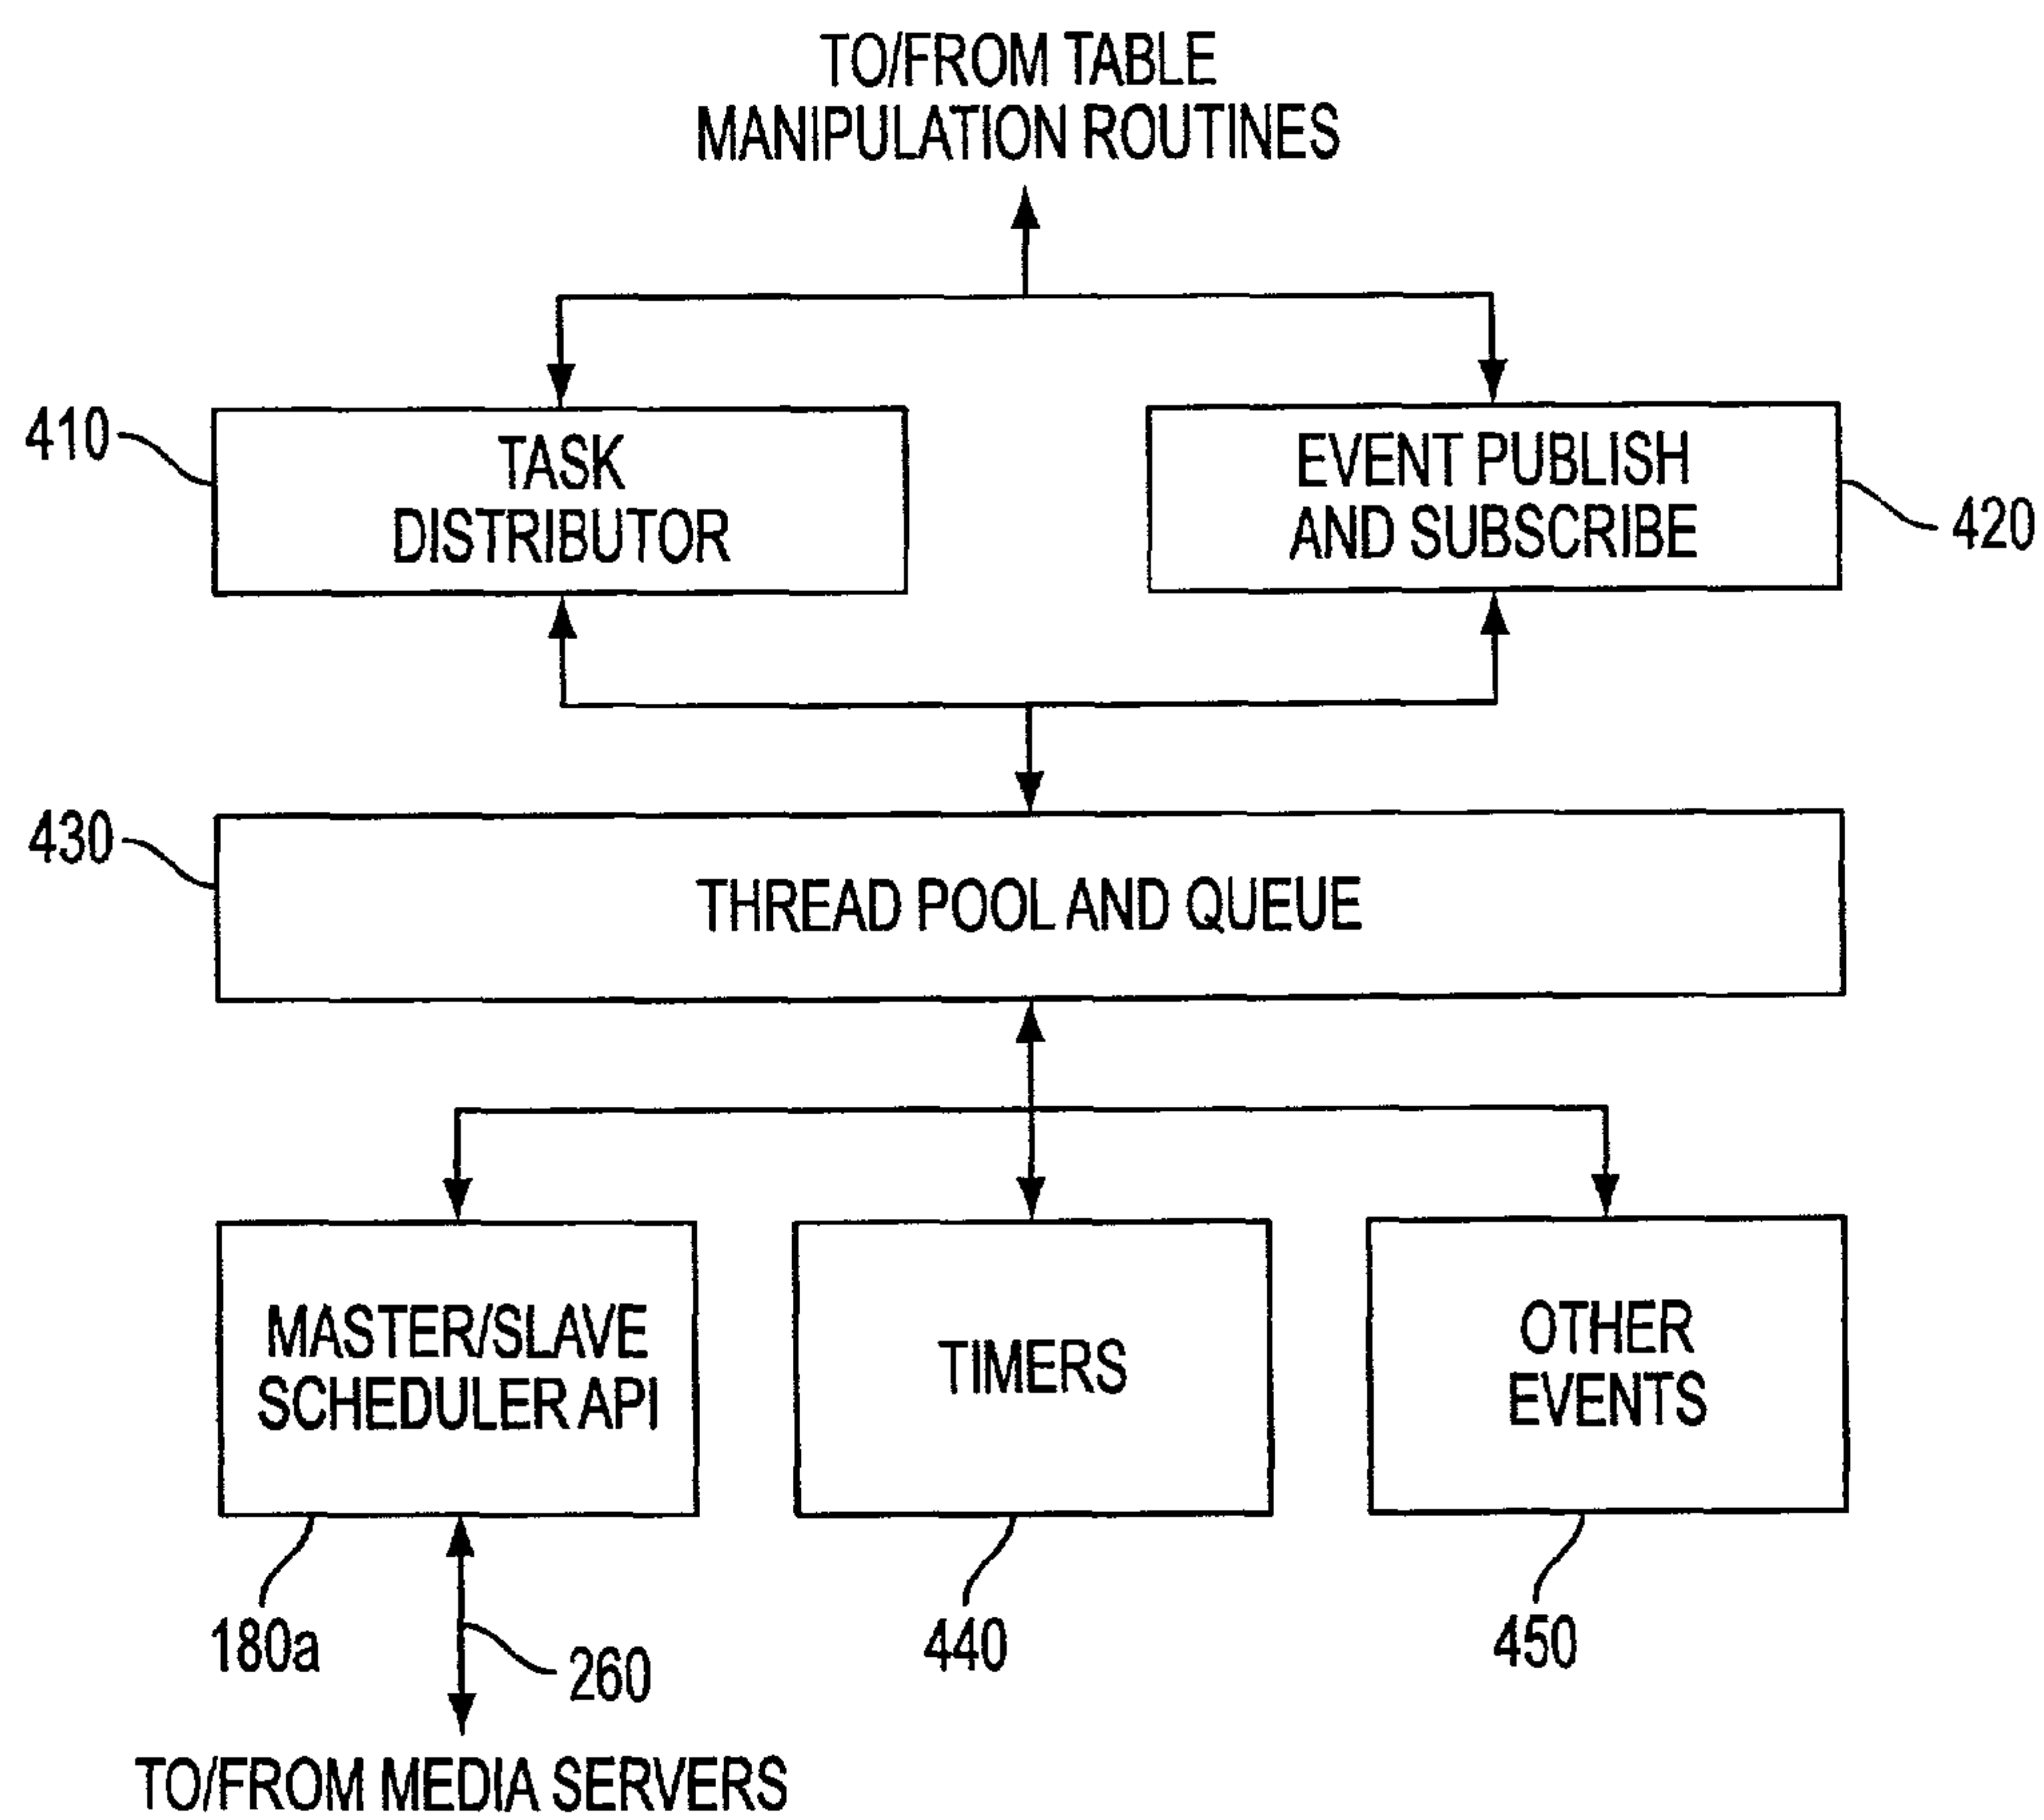 TO/FROM TABLE
MANIPULATION ROUTINES
410
TASK
DISTRIBUTOR
EVENT PUBLISH
AND SUBSCRIBE
420
430
THREAD POOL AND QUEUE
MASTER/SLAVE
SCHEDULER API
TIMERS
OTHER
EVENTS
180a
260
440
450
TO/FROM MEDIA SERVERS